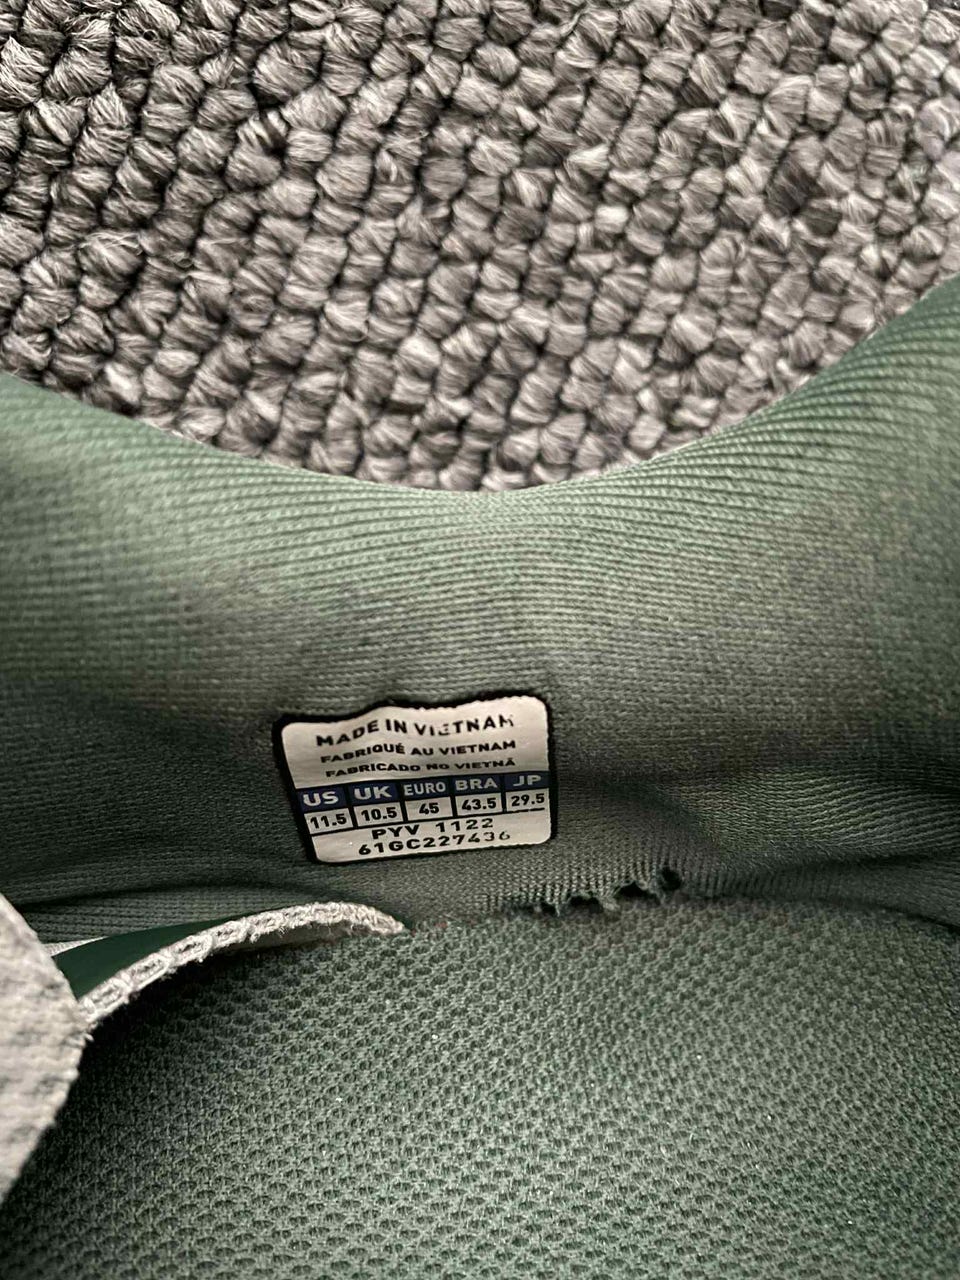 MADE IN VIETNAM
FABRIQUÉ AU VIETNAM
FABRICADO NO VIETNÃ
US UK EURO BRA JP
11.5 10.5 45 43.5 29.5
PYV 1122
61GC227436